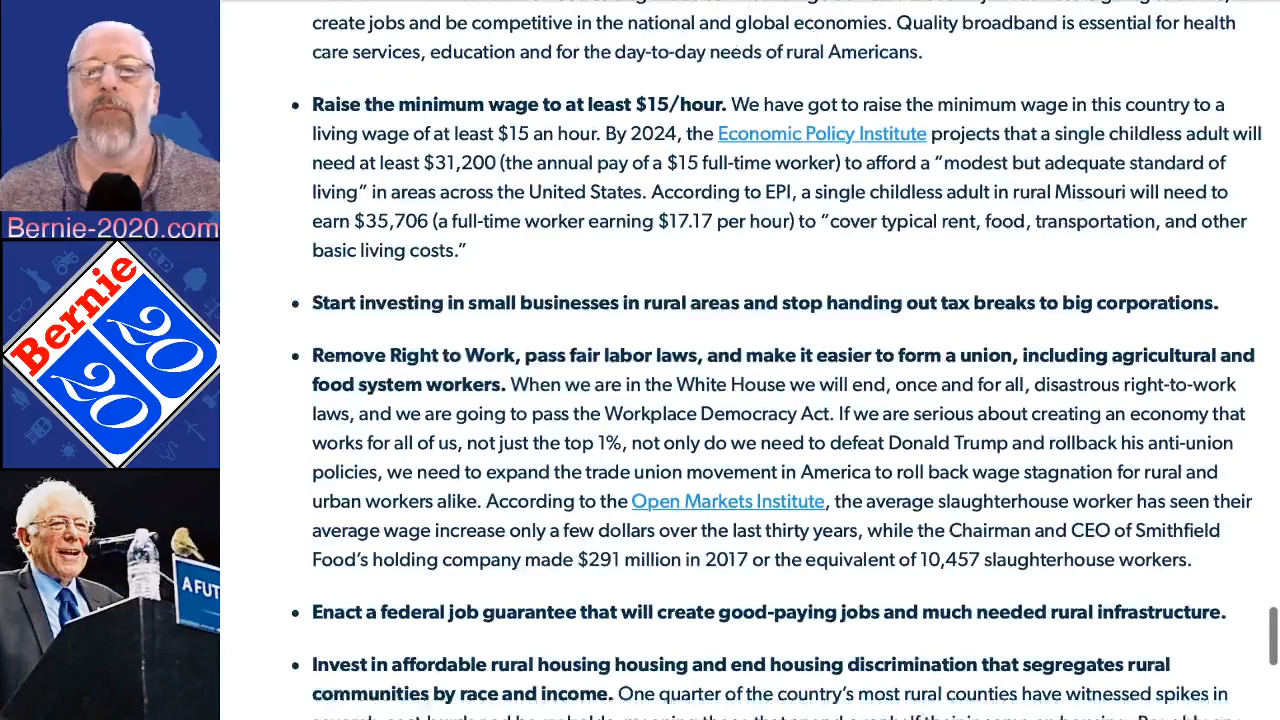 create jobs and be competitive in the national and global economies. Quality broadband is essential for health
care services, education and for the day-to-day needs of rural Americans.
Raise the minimum wage to at least $15/hour. We have got to raise the minimum wage in this country to a
living wage of at least $15 an hour. By 2024, the Economic Policy Institute projects that a single childless adult will
need at least $31,200 (the annual pay of a $15 full-time worker) to afford a “modest but adequate standard of
living” in areas across the United States. According to EPI, a single childless adult in rural Missouri will need to
earn $35,706 (a full-time worker earning $17.17 per hour) to “cover typical rent, food, transportation, and other
basic living costs.”
Start investing in small businesses in rural areas and stop handing out tax breaks to big corporations.
Remove Right to Work, pass fair labor laws, and make it easier to form a union, including agricultural and
food system workers. When we are in the White House we will end, once and for all, disastrous right-to-work
laws, and we are going to pass the Workplace Democracy Act. If we are serious about creating an economy that
works for all of us, not just the top 1%, not only do we need to defeat Donald Trump and rollback his anti-union
policies, we need to expand the trade union movement in America to roll back wage stagnation for rural and
urban workers alike. According to the Open Markets Institute, the average slaughterhouse worker has seen their
average wage increase only a few dollars over the last thirty years, while the Chairman and CEO of Smithfield
Food’s holding company made $291 million in 2017 or the equivalent of 10,457 slaughterhouse workers.
Enact a federal job guarantee that will create good-paying jobs and much needed rural infrastructure.
Invest in affordable rural housing housing and end housing discrimination that segregates rural
communities by race and income. One quarter of the country’s most rural counties have witnessed spikes in
Bernie-2020.com
Bernie
20
20
A FUT